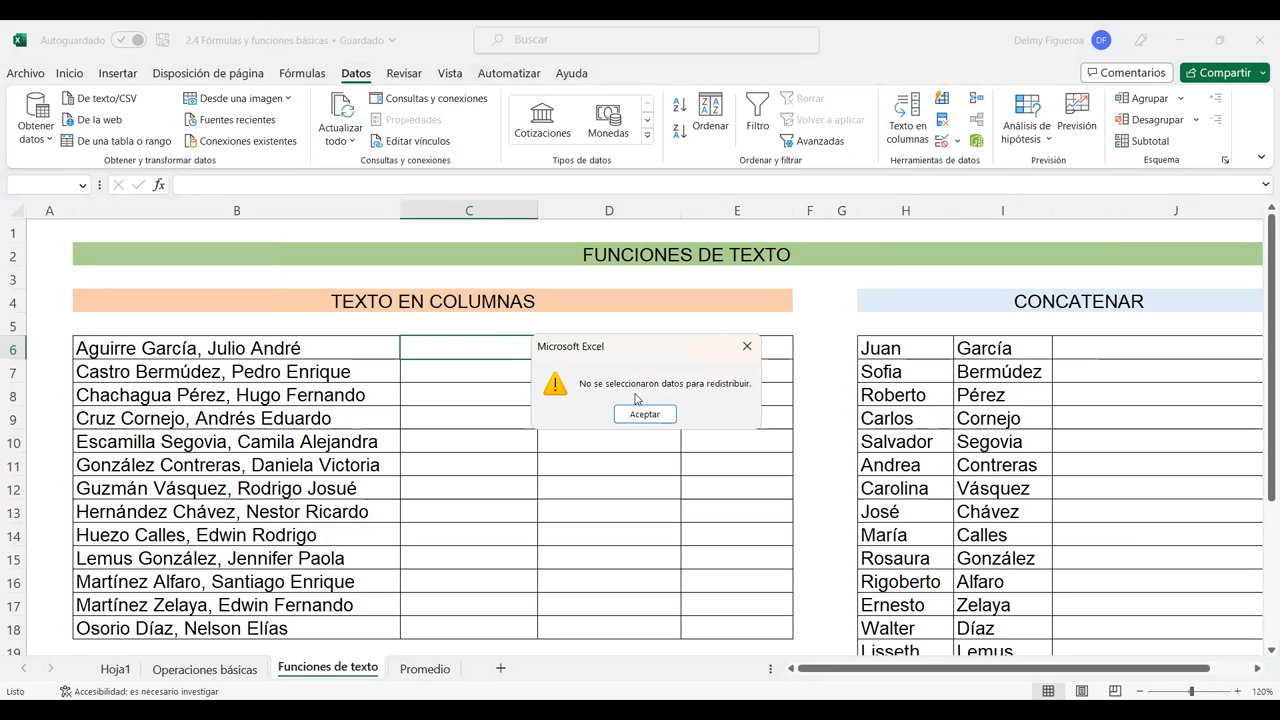 Autoguardado
2.4 Fórmulas y funciones básicas • Guardado
Buscar
Delmy Figueroa
DF
Archivo
Inicio
Insertar
Disposición de página
Fórmulas
Datos
Revisar
Vista
Automatizar
Ayuda
Comentarios
Compartir
Obtener datos
De texto/CSV
De la web
De una tabla o rango
Desde una imagen
Fuentes recientes
Conexiones existentes
Obtener y transformar datos
Actualizar todo
Consultas y conexiones
Propiedades
Editar vínculos
Consultas y conexiones
Cotizaciones
Monedas
Tipos de datos
Ordenar
Filtro
Borrar
Volver a aplicar
Avanzadas
Ordenar y filtrar
Texto en columnas
Herramientas de datos
Análisis de hipótesis
Previsión
Previsión
Agrupar
Desagrupar
Subtotal
Esquema
fx
A B C D E F G H I J
1
2 FUNCIONES DE TEXTO
3
4 TEXTO EN COLUMNAS CONCATENAR
5
6 Aguirre García, Julio André Juan García
7 Castro Bermúdez, Pedro Enrique Sofia Bermúdez
8 Chachagua Pérez, Hugo Fernando Roberto Pérez
9 Cruz Cornejo, Andrés Eduardo Carlos Cornejo
10 Escamilla Segovia, Camila Alejandra Salvador Segovia
11 González Contreras, Daniela Victoria Andrea Contreras
12 Guzmán Vásquez, Rodrigo Josué Carolina Vásquez
13 Hernández Chávez, Nestor Ricardo José Chávez
14 Huezo Calles, Edwin Rodrigo María Calles
15 Lemus González, Jennifer Paola Rosaura González
16 Martínez Alfaro, Santiago Enrique Rigoberto Alfaro
17 Martínez Zelaya, Edwin Fernando Ernesto Zelaya
18 Osorio Díaz, Nelson Elías Walter Díaz
19 Lisseth Lemus
Microsoft Excel
No se seleccionaron datos para redistribuir.
Aceptar
Hoja1
Operaciones básicas
Funciones de texto
Promedio
Listo
Accesibilidad: es necesario investigar
120%